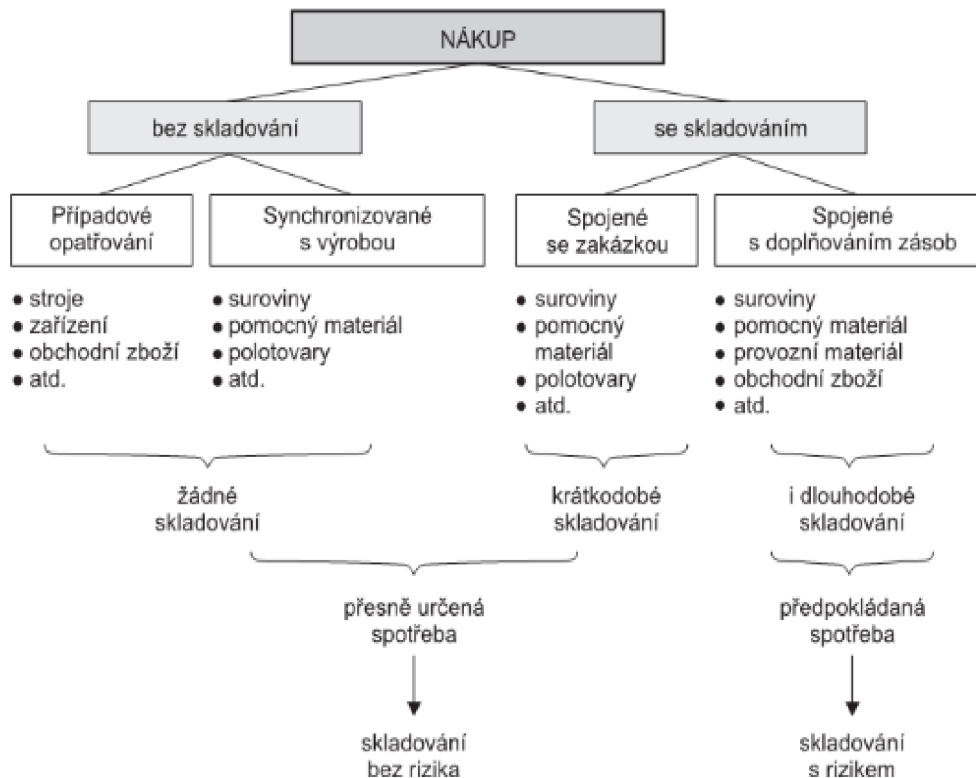 NÁKUP
bez skladování
se skladováním
Případové
opatřování
Synchronizované
s výrobou
Spojené
se zakázkou
Spojené
s doplňováním zásob
● stroje
● zařízení
● obchodní zboží
● atd.
● suroviny
● pomocný materiál
● polotovary
● atd.
● suroviny
● pomocný
materiál
● polotovary
● atd.
● suroviny
● pomocný materiál
● provozní materiál
● obchodní zboží
● atd.
žádné
skladování
krátkodobé
skladování
i dlouhodobé
skladování
přesně určená
spotřeba
předpokládaná
spotřeba
skladování
bez rizika
skladování
s rizikem